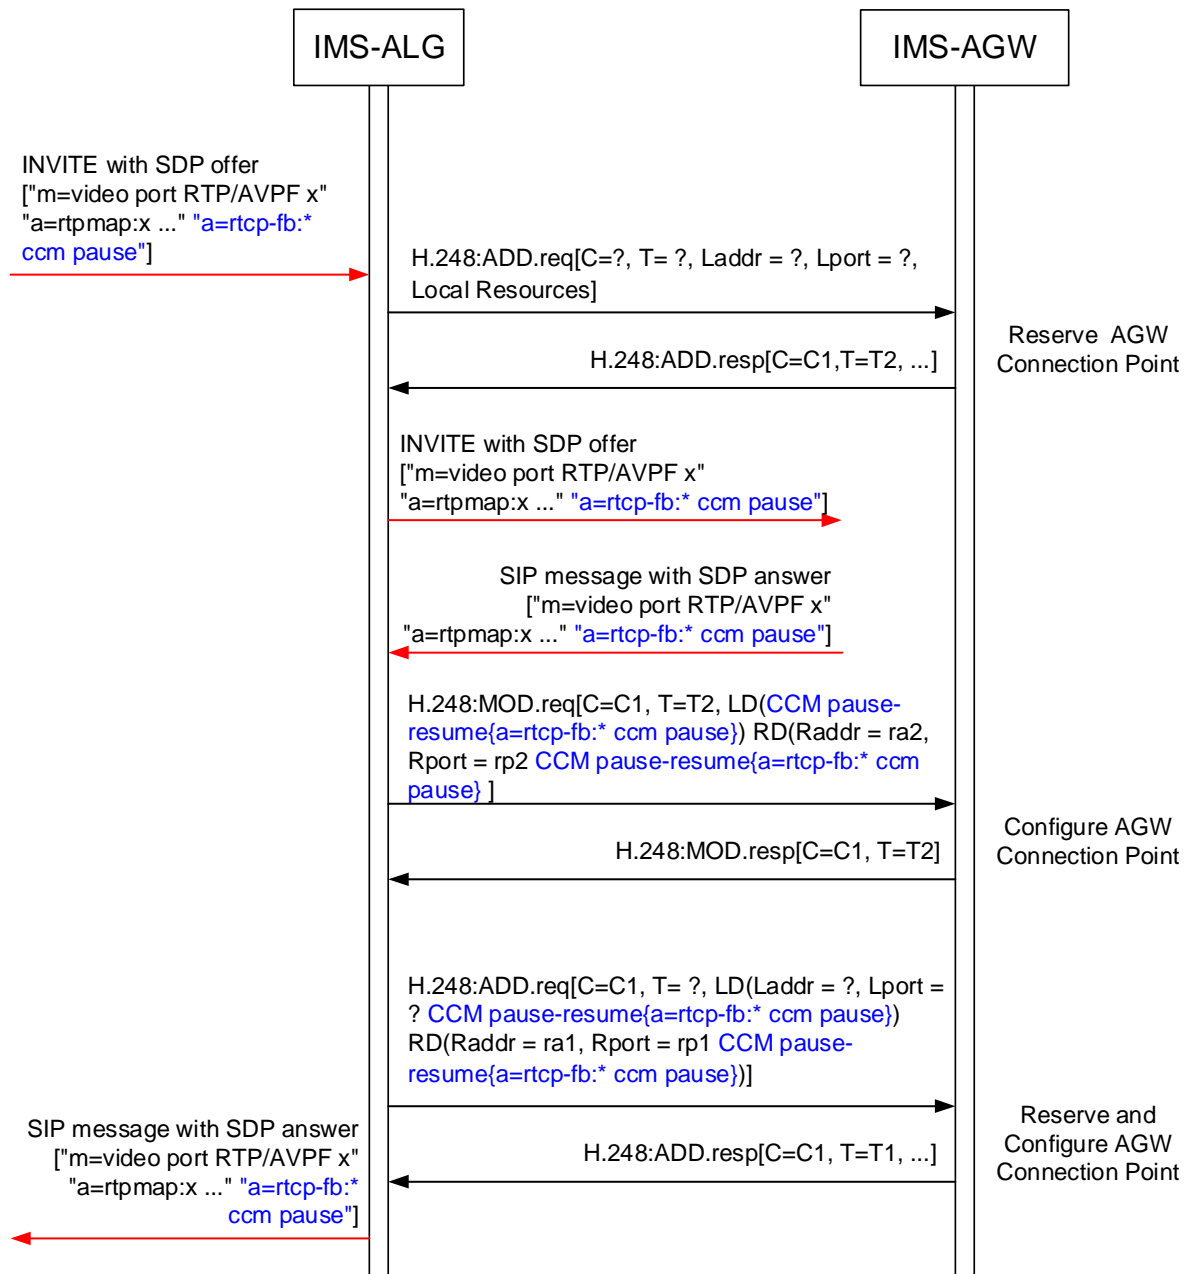 IMS-ALG
IMS-AGW
INVITE with SDP offer
["m=video port RTP/AVPF x"
"a=rtpmap:x ..." "a=rtcp-fb:*
ccm pause"]
H.248:ADD.req[C=?, T= ?, Laddr = ?, Lport = ?,
Local Resources]
Reserve AGW
Connection Point
H.248:ADD.resp[C=C1,T=T2, ...]
INVITE with SDP offer
["m=video port RTP/AVPF x"
"a=rtpmap:x ..." "a=rtcp-fb:* ccm pause"]
SIP message with SDP answer
["m=video port RTP/AVPF x"
"a=rtpmap:x ..." "a=rtcp-fb:* ccm pause"]
H.248:MOD.req[C=C1, T=T2, LD(CCM pause-
resume{a=rtcp-fb:* ccm pause}) RD(Raddr = ra2,
Rport = rp2 CCM pause-resume{a=rtcp-fb:* ccm
pause} ]
Configure AGW
Connection Point
H.248:MOD.resp[C=C1, T=T2]
H.248:ADD.req[C=C1, T= ?, LD(Laddr = ?, Lport =
? CCM pause-resume{a=rtcp-fb:* ccm pause})
RD(Raddr = ra1, Rport = rp1 CCM pause-
resume{a=rtcp-fb:* ccm pause})]
Reserve and
Configure AGW
Connection Point
H.248:ADD.resp[C=C1, T=T1, ...]
SIP message with SDP answer
["m=video port RTP/AVPF x"
"a=rtpmap:x ..." "a=rtcp-fb:*
ccm pause"]